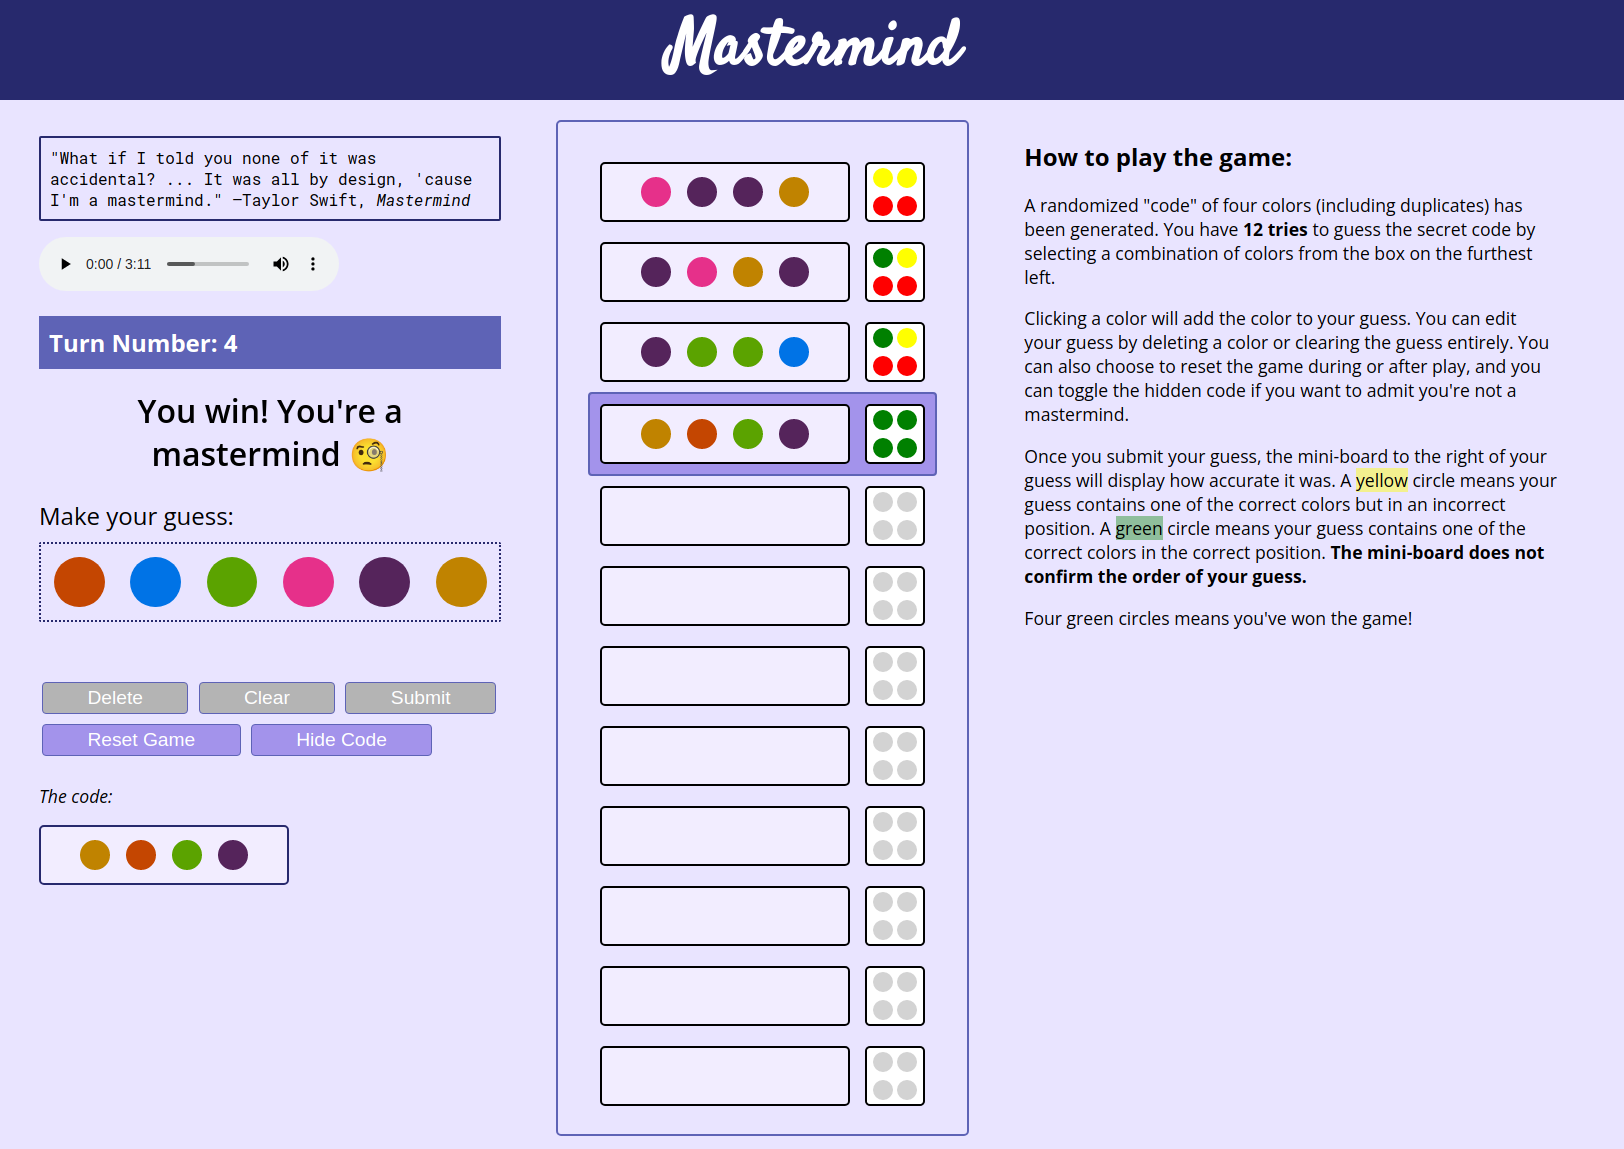 Mastermind
"What if I told you none of it was
accidental? ... It was all by design, 'cause
I'm a mastermind." —Taylor Swift, Mastermind
0:00 / 3:11
Turn Number: 4
You win! You're a
mastermind 🧐
Make your guess:
Delete Clear Submit
Reset Game Hide Code
The code:
How to play the game:
A randomized "code" of four colors (including duplicates) has
been generated. You have 12 tries to guess the secret code by
selecting a combination of colors from the box on the furthest
left.
Clicking a color will add the color to your guess. You can edit
your guess by deleting a color or clearing the guess entirely. You
can also choose to reset the game during or after play, and you
can toggle the hidden code if you want to admit you're not a
mastermind.
Once you submit your guess, the mini-board to the right of your
guess will display how accurate it was. A yellow circle means your
guess contains one of the correct colors but in an incorrect
position. A green circle means your guess contains one of the
correct colors in the correct position. The mini-board does not
confirm the order of your guess.
Four green circles means you've won the game!